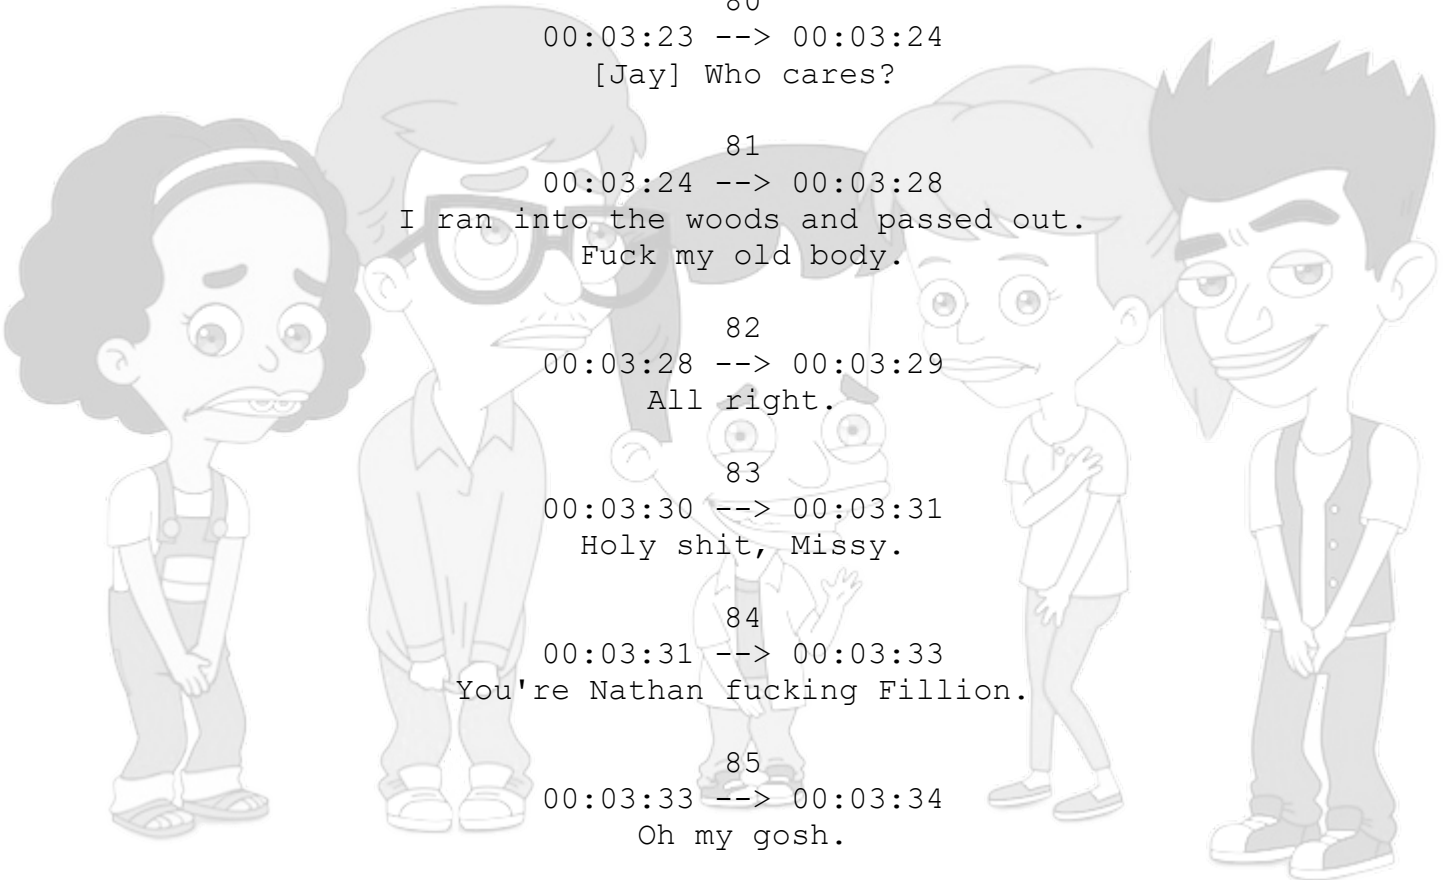 80
00:03:23 --> 00:03:24
[Jay] Who cares?
81
00:03:24 --> 00:03:28
I ran into the woods and passed out.
Fuck my old body.
82
00:03:28 --> 00:03:29
All right.
83
00:03:30 --> 00:03:31
Holy shit, Missy.
84
00:03:31 --> 00:03:33
You're Nathan fucking Fillion.
85
00:03:33 --> 00:03:34
Oh my gosh.